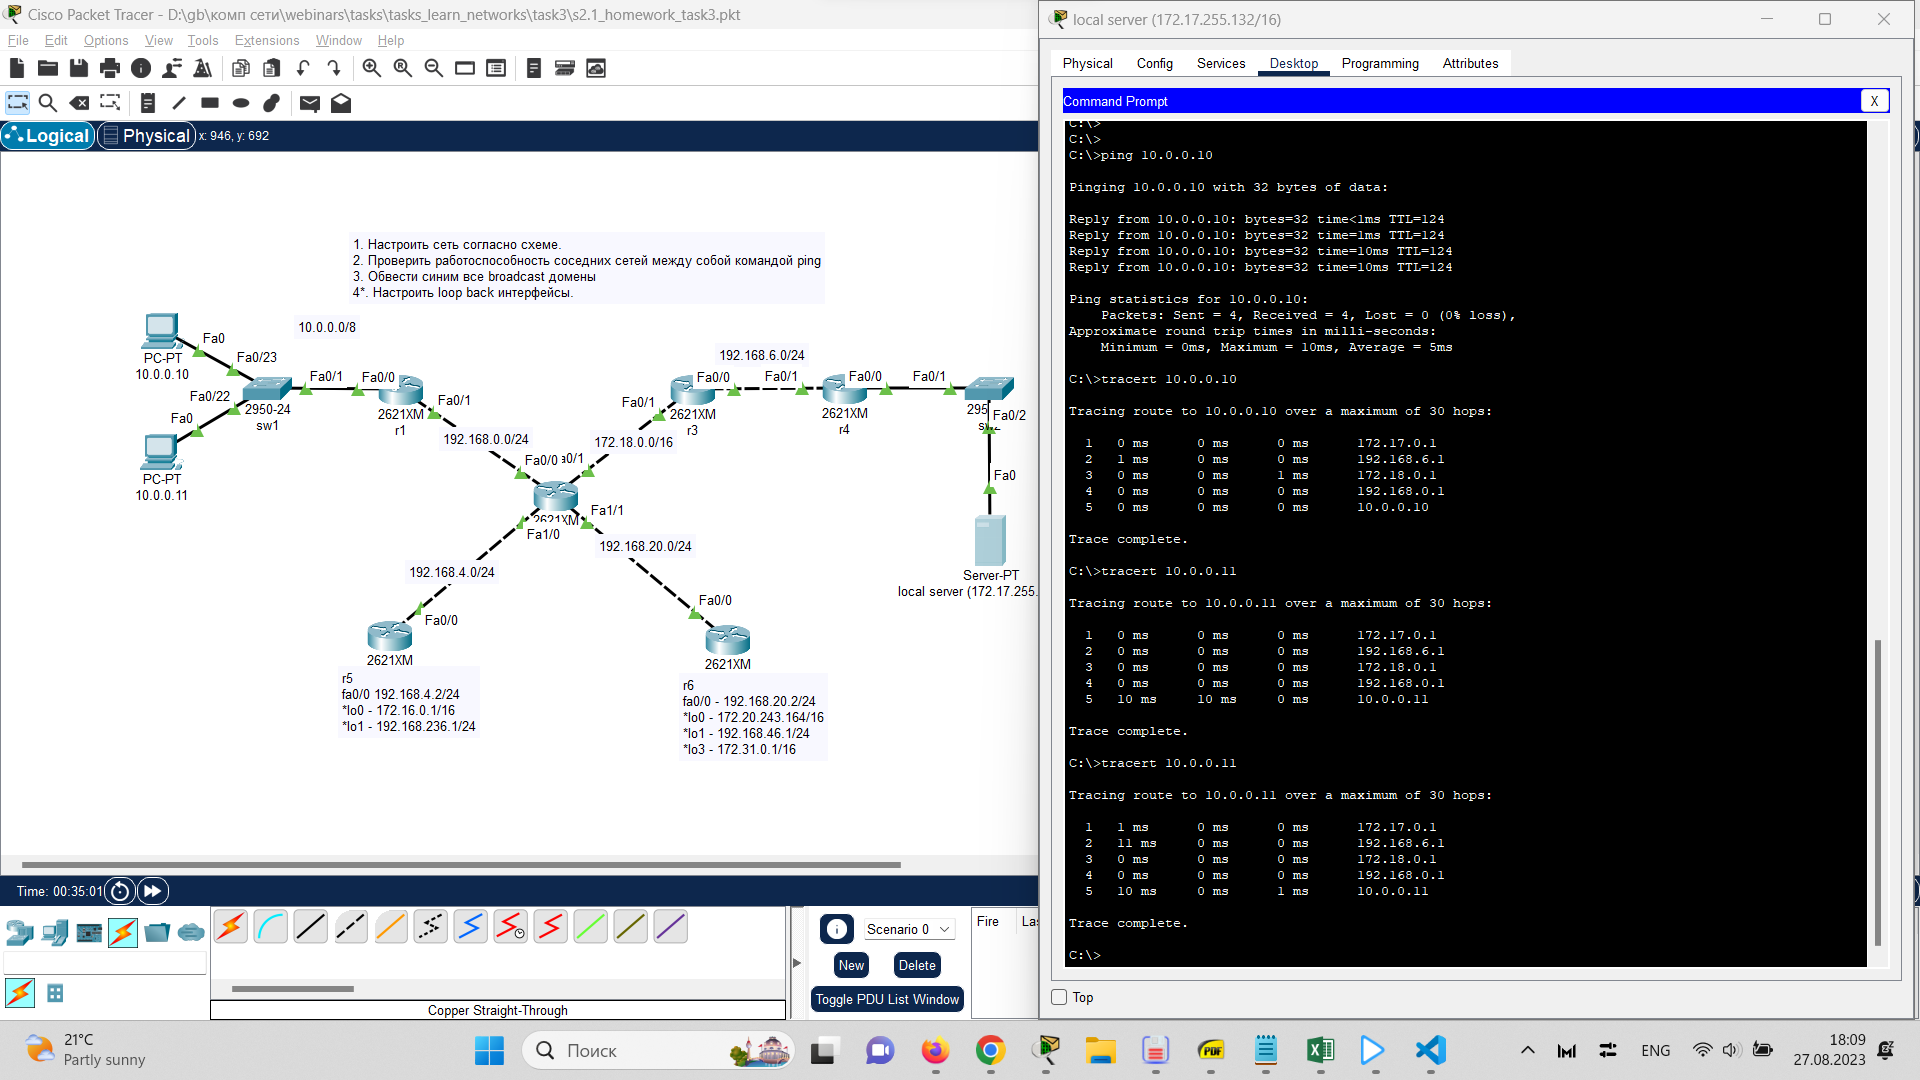 Cisco Packet Tracer - D:\gb\комп сети\webinars\tasks\tasks_learn_networks\task3\s2.1_homework_task3.pkt
File Edit Options View Tools Extensions Window Help
Logical Physical x: 946, y: 692
1. Настроить сеть согласно схеме.
2. Проверить работоспособность соседних сетей между собой командой ping
3. Обвести синим все broadcast домены
4*. Настроить loop back интерфейсы.
10.0.0.0/8
Fa0
PC-PT
10.0.0.10
Fa0/23
Fa0/22
Fa0
PC-PT
10.0.0.11
2950-24
sw1
Fa0/1
Fa0/0
2621XM
r1
Fa0/1
192.168.0.0/24
192.168.6.0/24
Fa0/0
Fa0/1
Fa0/1
2621XM
r3
172.18.0.0/16
2621XM
r4
Fa0/0
Fa0/1
295
Fa0/2
Fa0
Server-PT
local server (172.17.255.
Fa0/0
2621XM
Fa1/1
Fa1/0
192.168.20.0/24
192.168.4.0/24
Fa0/0
2621XM
r5
fa0/0 192.168.4.2/24
*lo0 - 172.16.0.1/16
*lo1 - 192.168.236.1/24
Fa0/0
2621XM
r6
fa0/0 - 192.168.20.2/24
*lo0 - 172.20.243.164/16
*lo1 - 192.168.46.1/24
*lo3 - 172.31.0.1/16
Time: 00:35:01
Copper Straight-Through
Scenario 0
New Delete
Toggle PDU List Window
Fire Las
local server (172.17.255.132/16)
Physical Config Services Desktop Programming Attributes
Command Prompt X
C:\>
C:\>
C:\>ping 10.0.0.10
Pinging 10.0.0.10 with 32 bytes of data:
Reply from 10.0.0.10: bytes=32 time<1ms TTL=124
Reply from 10.0.0.10: bytes=32 time=1ms TTL=124
Reply from 10.0.0.10: bytes=32 time=10ms TTL=124
Reply from 10.0.0.10: bytes=32 time=10ms TTL=124
Ping statistics for 10.0.0.10:
Packets: Sent = 4, Received = 4, Lost = 0 (0% loss),
Approximate round trip times in milli-seconds:
Minimum = 0ms, Maximum = 10ms, Average = 5ms
C:\>tracert 10.0.0.10
Tracing route to 10.0.0.10 over a maximum of 30 hops:
1 0 ms 0 ms 0 ms 172.17.0.1
2 1 ms 0 ms 0 ms 192.168.6.1
3 0 ms 0 ms 1 ms 172.18.0.1
4 0 ms 0 ms 0 ms 192.168.0.1
5 0 ms 0 ms 0 ms 10.0.0.10
Trace complete.
C:\>tracert 10.0.0.11
Tracing route to 10.0.0.11 over a maximum of 30 hops:
1 0 ms 0 ms 0 ms 172.17.0.1
2 0 ms 0 ms 0 ms 192.168.6.1
3 0 ms 0 ms 0 ms 172.18.0.1
4 0 ms 0 ms 0 ms 192.168.0.1
5 10 ms 10 ms 0 ms 10.0.0.11
Trace complete.
C:\>tracert 10.0.0.11
Tracing route to 10.0.0.11 over a maximum of 30 hops:
1 1 ms 0 ms 0 ms 172.17.0.1
2 11 ms 0 ms 0 ms 192.168.6.1
3 0 ms 0 ms 0 ms 172.18.0.1
4 0 ms 0 ms 0 ms 192.168.0.1
5 10 ms 0 ms 1 ms 10.0.0.11
Trace complete.
C:\>
Top
21°C
Partly sunny
Поиск
PDF
ENG
18:09
27.08.2023